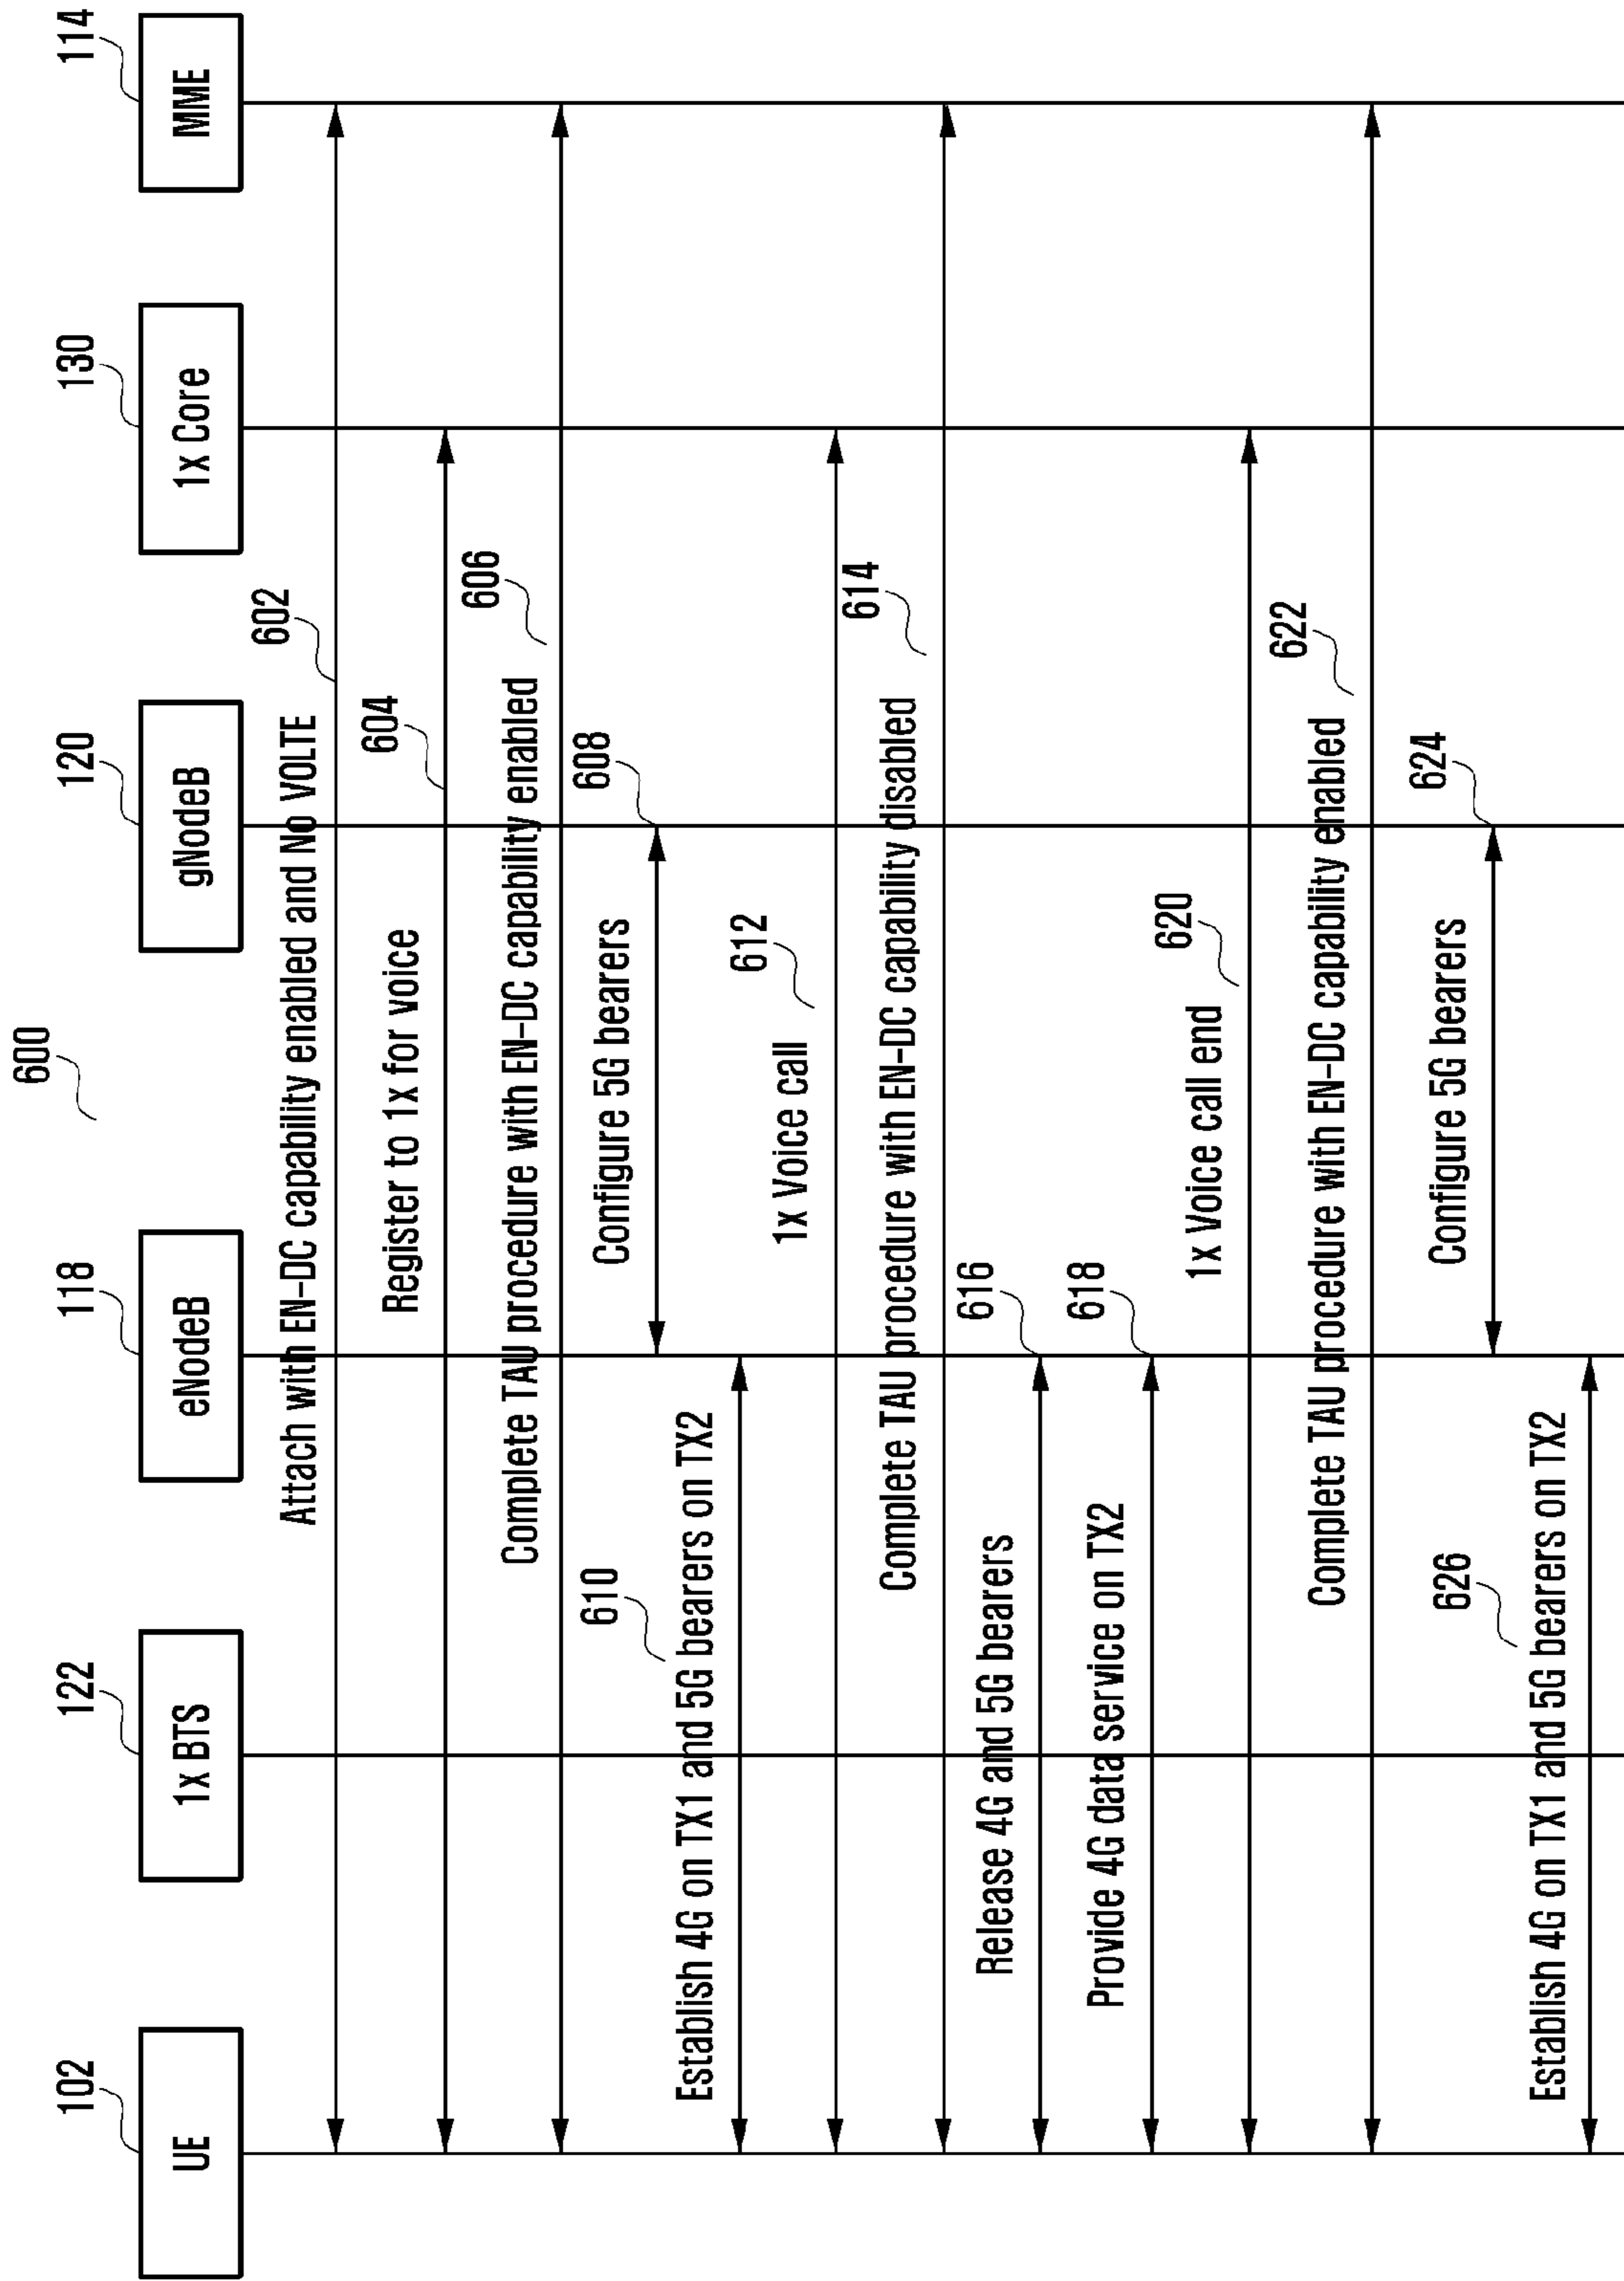 600
102
122
118
120
130
114
UE
1x BTS
eNodeB
gNodeB
1x Core
MME
602
Attach with EN-DC capability enabled and No VOLTE
604
Register to 1x for voice
606
Complete TAU procedure with EN-DC capability enabled
608
Configure 5G bearers
610
Establish 4G on TX1 and 5G bearers on TX2
612
1x Voice call
614
Complete TAU procedure with EN-DC capability disabled
616
Release 4G and 5G bearers
618
Provide 4G data service on TX2
620
1x Voice call end
622
Complete TAU procedure with EN-DC capability enabled
624
Configure 5G bearers
626
Establish 4G on TX1 and 5G bearers on TX2